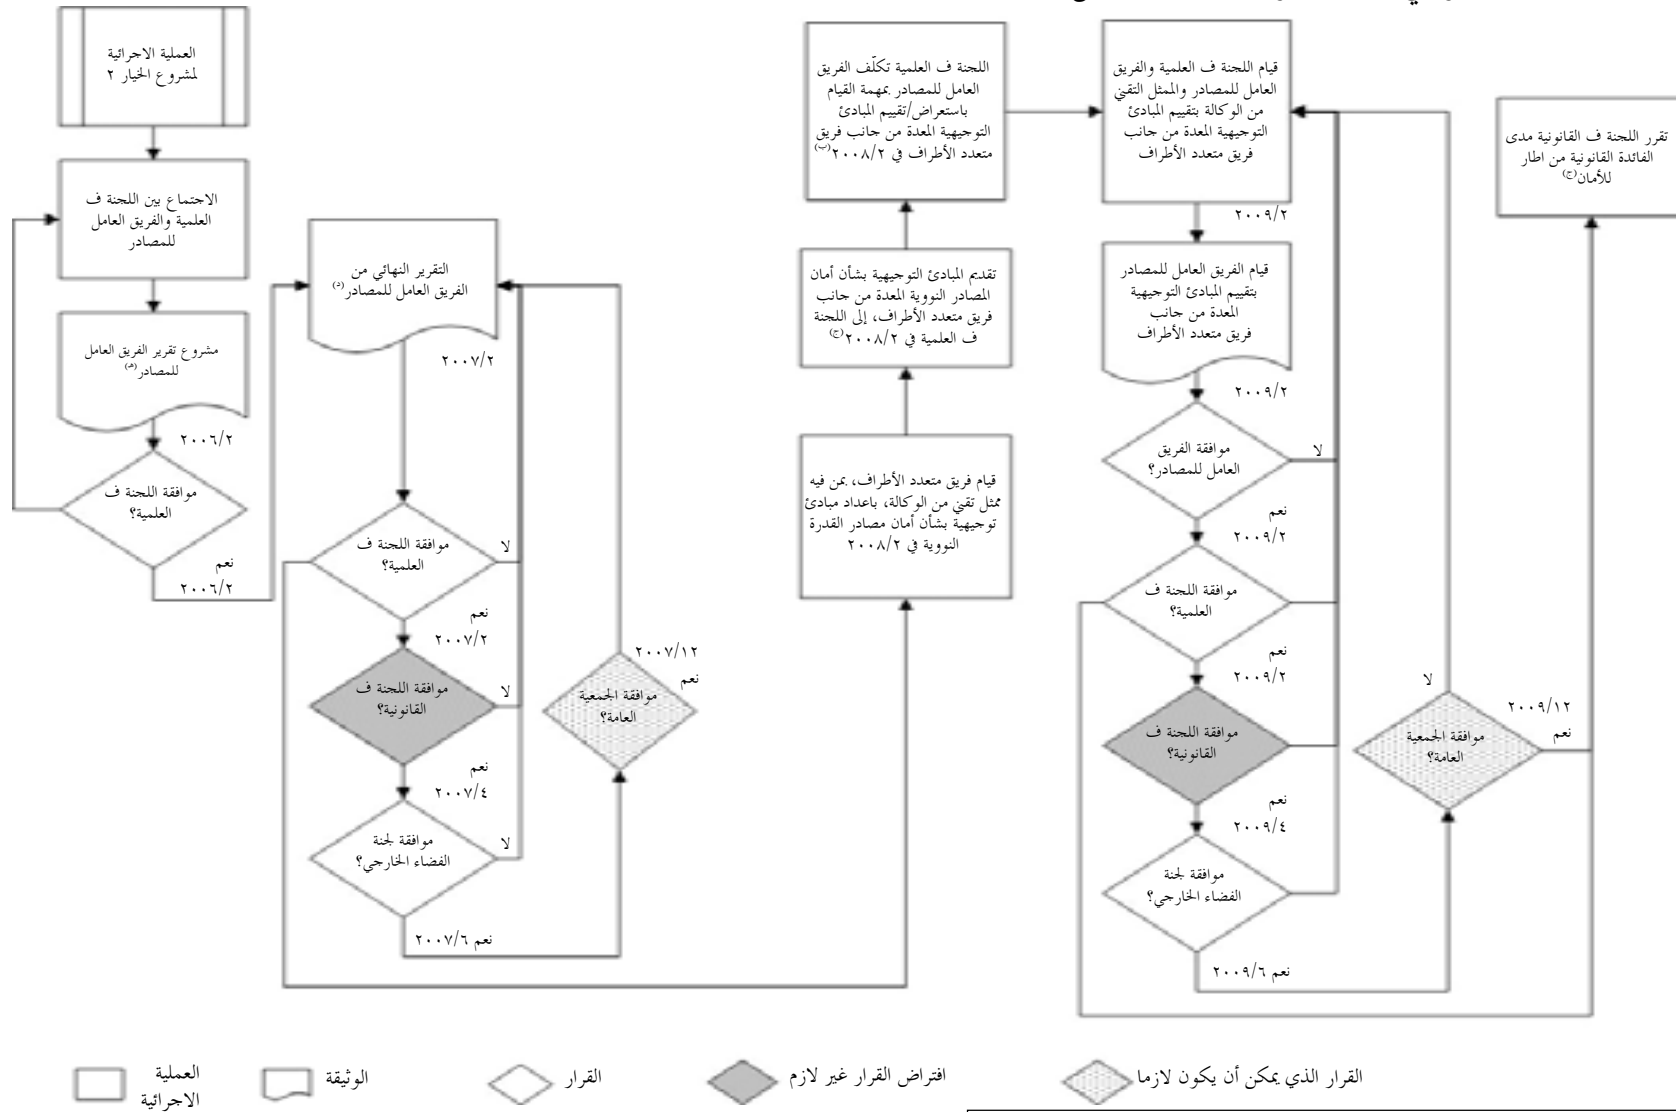 العملية الاجرائية
لمشروع الخيار ٢
الاجتماع بين اللجنة ف
العلمية والفريق العامل
للمصادر
مشروع تقرير الفريق العامل
للمصادر(ﻫ)
٢٠٠٦/٢
موافقة اللجنة ف
العلمية؟
نعم
٢٠٠٦/٢
التقرير النهائي من
الفريق العامل للمصادر(د)
٢٠٠٧/٢
موافقة اللجنة ف
العلمية؟
لا
نعم
٢٠٠٧/٢
موافقة اللجنة ف
القانونية؟
لا
نعم
٢٠٠٧/٤
موافقة لجنة
الفضاء الخارجي؟
لا
نعم ٢٠٠٧/٦
٢٠٠٧/١٢
نعم
موافقة الجمعية
العامة؟
اللجنة ف العلمية تكلّف الفريق
العامل للمصادر بمهمة القيام
باستعراض/تقييم المبادئ
التوجيهية المعدة من جانب فريق
متعدد الأطراف في ٢٠٠٨/٢(ب)
تقديم المبادئ التوجيهية بشأن أمان
المصادر النووية المعدة من جانب
فريق متعدد الأطراف، إلى اللجنة
ف العلمية في ٢٠٠٨/٢(ج)
قيام فريق متعدد الأطراف، بمن فيه
ممثل تقني من الوكالة، باعداد مبادئ
توجيهية بشأن أمان مصادر القدرة
النووية في ٢٠٠٨/٢
قيام اللجنة ف العلمية والفريق
العامل للمصادر والممثل التقني
من الوكالة بتقييم المبادئ
التوجيهية المعدة من جانب
فريق متعدد الأطراف
٢٠٠٩/٢
قيام الفريق العامل للمصادر
بتقييم المبادئ التوجيهية
المعدة من جانب
فريق متعدد الأطراف
٢٠٠٩/٢
موافقة الفريق
العامل للمصادر؟
لا
نعم
٢٠٠٩/٢
موافقة اللجنة ف
العلمية؟
نعم
٢٠٠٩/٢
موافقة اللجنة ف
القانونية؟
نعم
٢٠٠٩/٤
موافقة لجنة
الفضاء الخارجي؟
نعم ٢٠٠٩/٦
لا
موافقة الجمعية
العامة؟
٢٠٠٩/١٢
نعم
تقرر اللجنة ف القانونية مدى
الفائدة القانونية من اطار
للأمان(ج)
العملية
الاجرائية
الوثيقة
القرار
افتراض القرار غير لازم
القرار الذي يمكن أن يكون لازما